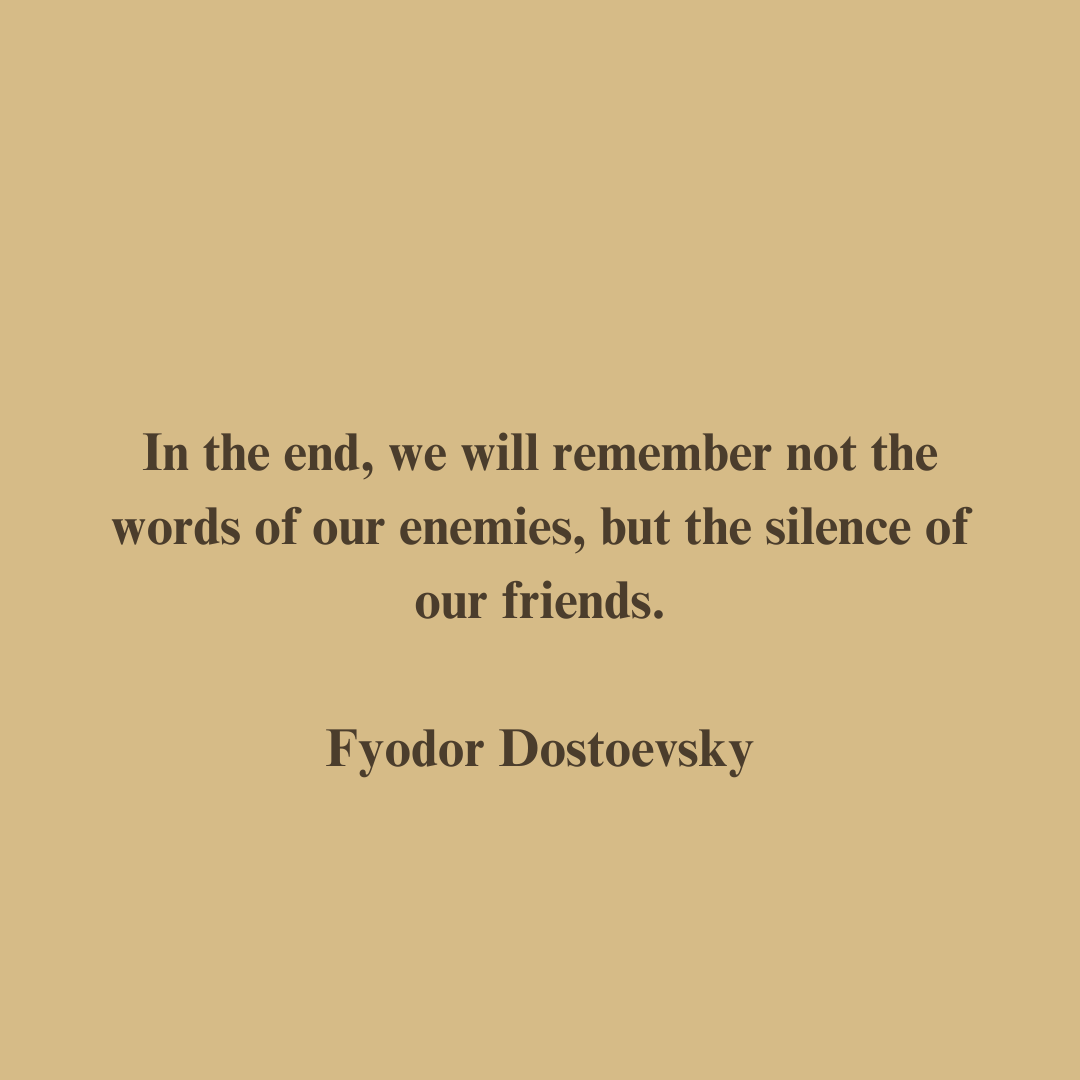 In the end, we will remember not the
words of our enemies, but the silence of
our friends.
Fyodor Dostoevsky